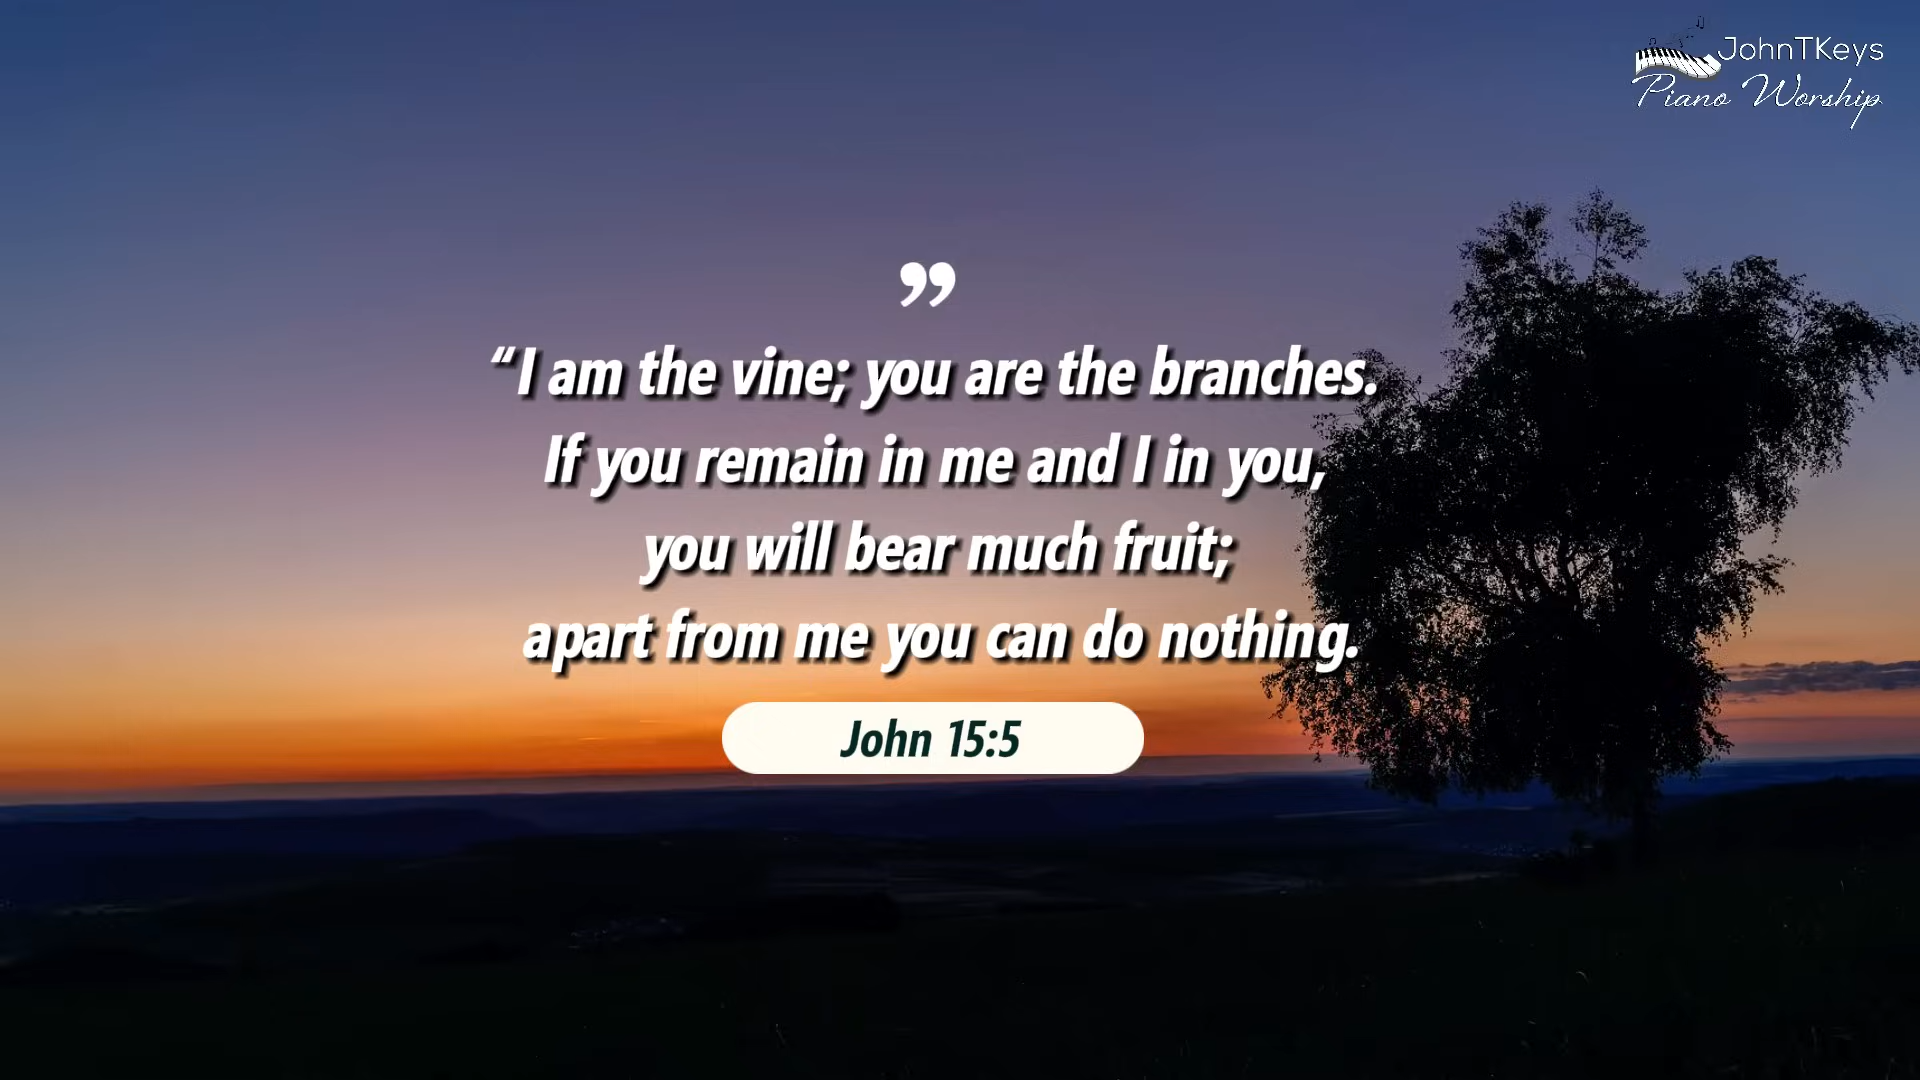 JohnTKeys
Piano Worship
”
“I am the vine; you are the branches.
If you remain in me and I in you,
you will bear much fruit;
apart from me you can do nothing.
John 15:5